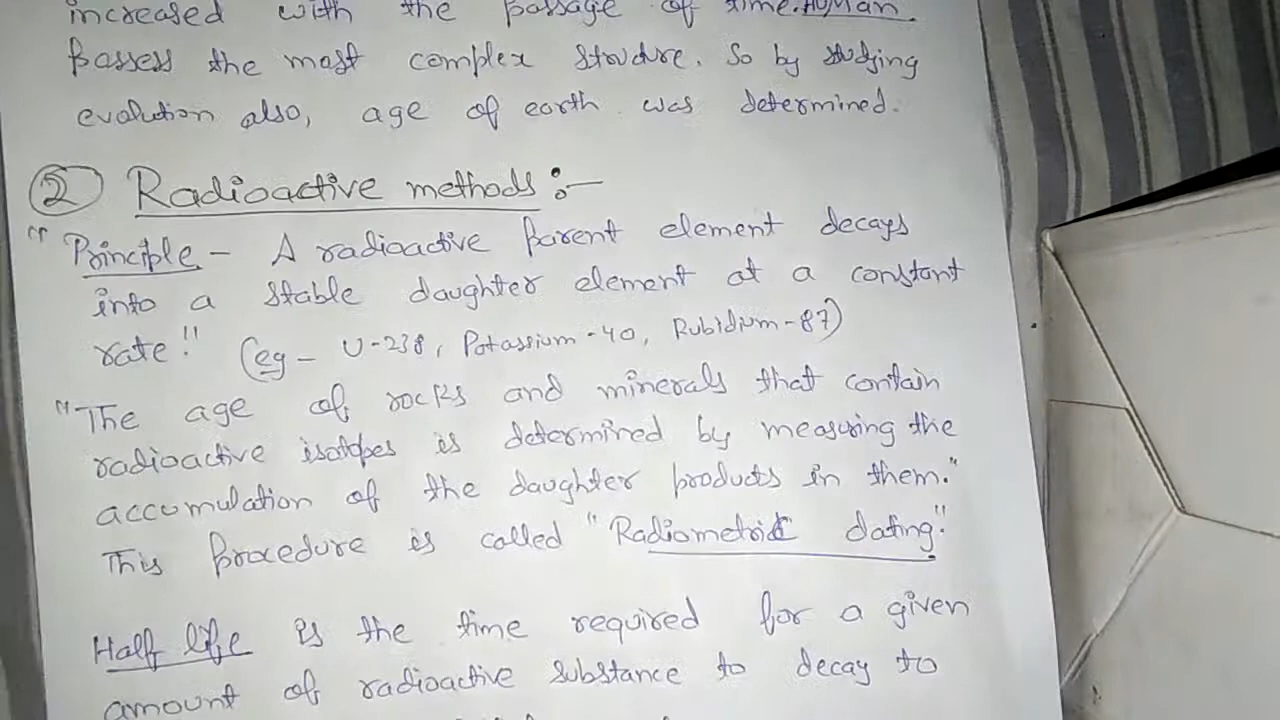 increased with the passage of time. Human
Possess the most complex structure. So by studying
evolution also, age of earth was determined.
② Radioactive methods :-
"Principle - A radioactive parent element decays
into a stable daughter element at a constant
rate." (eg - U-238, Potassium-40, Rubidium-87)
"The age of rocks and minerals that contain
radioactive isotopes is determined by measuring the
accumulation of the daughter products in them."
This procedure is called "Radiometric dating".
Half life is the time required for a given
amount of radioactive substance to decay to